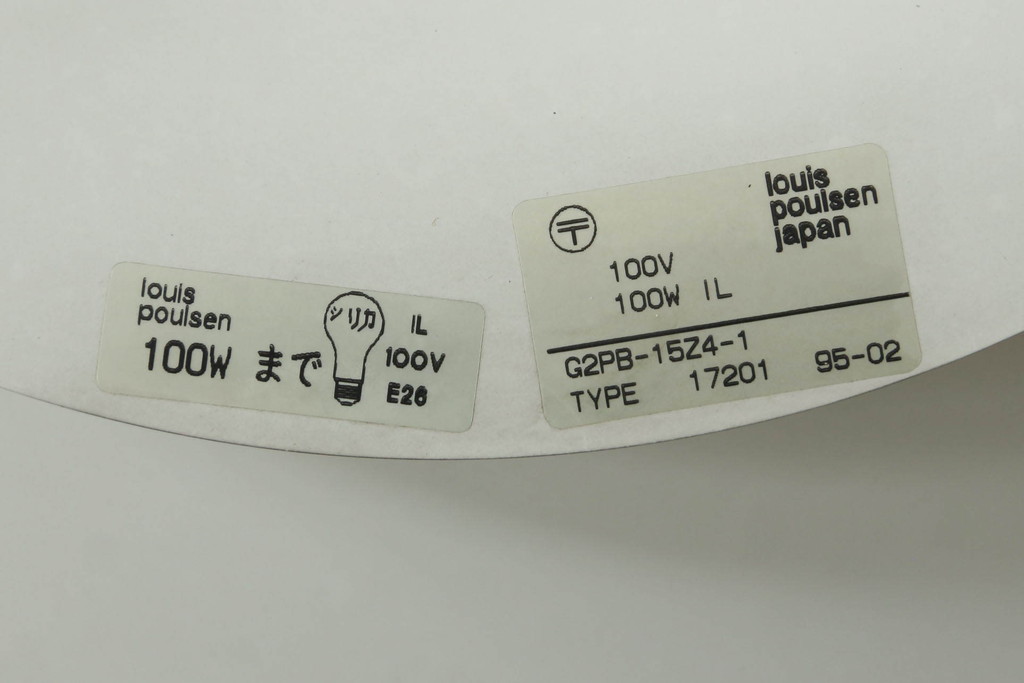 louis
poulsen
100W まで
シリカ
IL
100V
E26
louis
poulsen
japan
〒
100V
100W IL
G2PB-15Z4-1
TYPE 17201 95-02